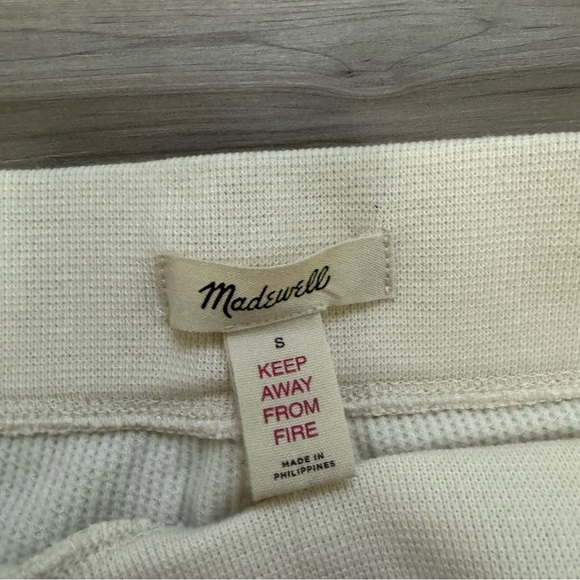 Madewell
S
KEEP
AWAY
FROM
FIRE
MADE IN
PHILIPPINES